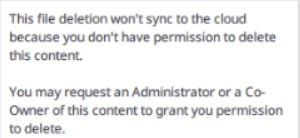 This file deletion won't sync to the cloud
because you don't have permission to delete
this content.
You may request an Administrator or a Co-
Owner of this content to grant you permission
to delete.